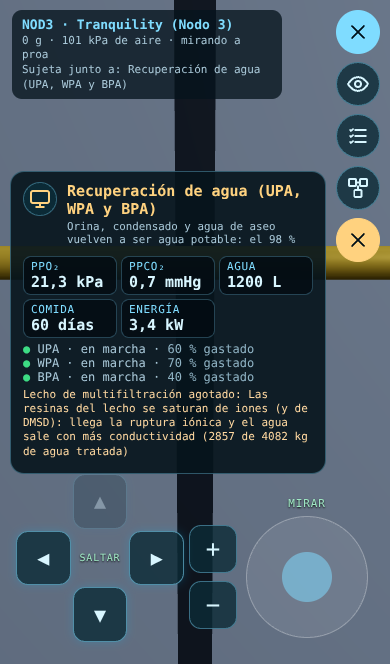 NOD3 · Tranquility (Nodo 3)
0 g · 101 kPa de aire · mirando a
proa
Sujeta junto a: Recuperación de agua
(UPA, WPA y BPA)
Recuperación de agua (UPA,
WPA y BPA)
Orina, condensado y agua de aseo
vuelven a ser agua potable: el 98 %
PPO₂
21,3 kPa
PPCO₂
0,7 mmHg
AGUA
1200 L
COMIDA
60 días
ENERGÍA
3,4 kW
● UPA · en marcha · 60 % gastado
● WPA · en marcha · 70 % gastado
● BPA · en marcha · 40 % gastado
Lecho de multifiltración agotado: Las
resinas del lecho se saturan de iones (y de
DMSD): llega la ruptura iónica y el agua
sale con más conductividad (2857 de 4082 kg
de agua tratada)
MIRAR
SALTAR